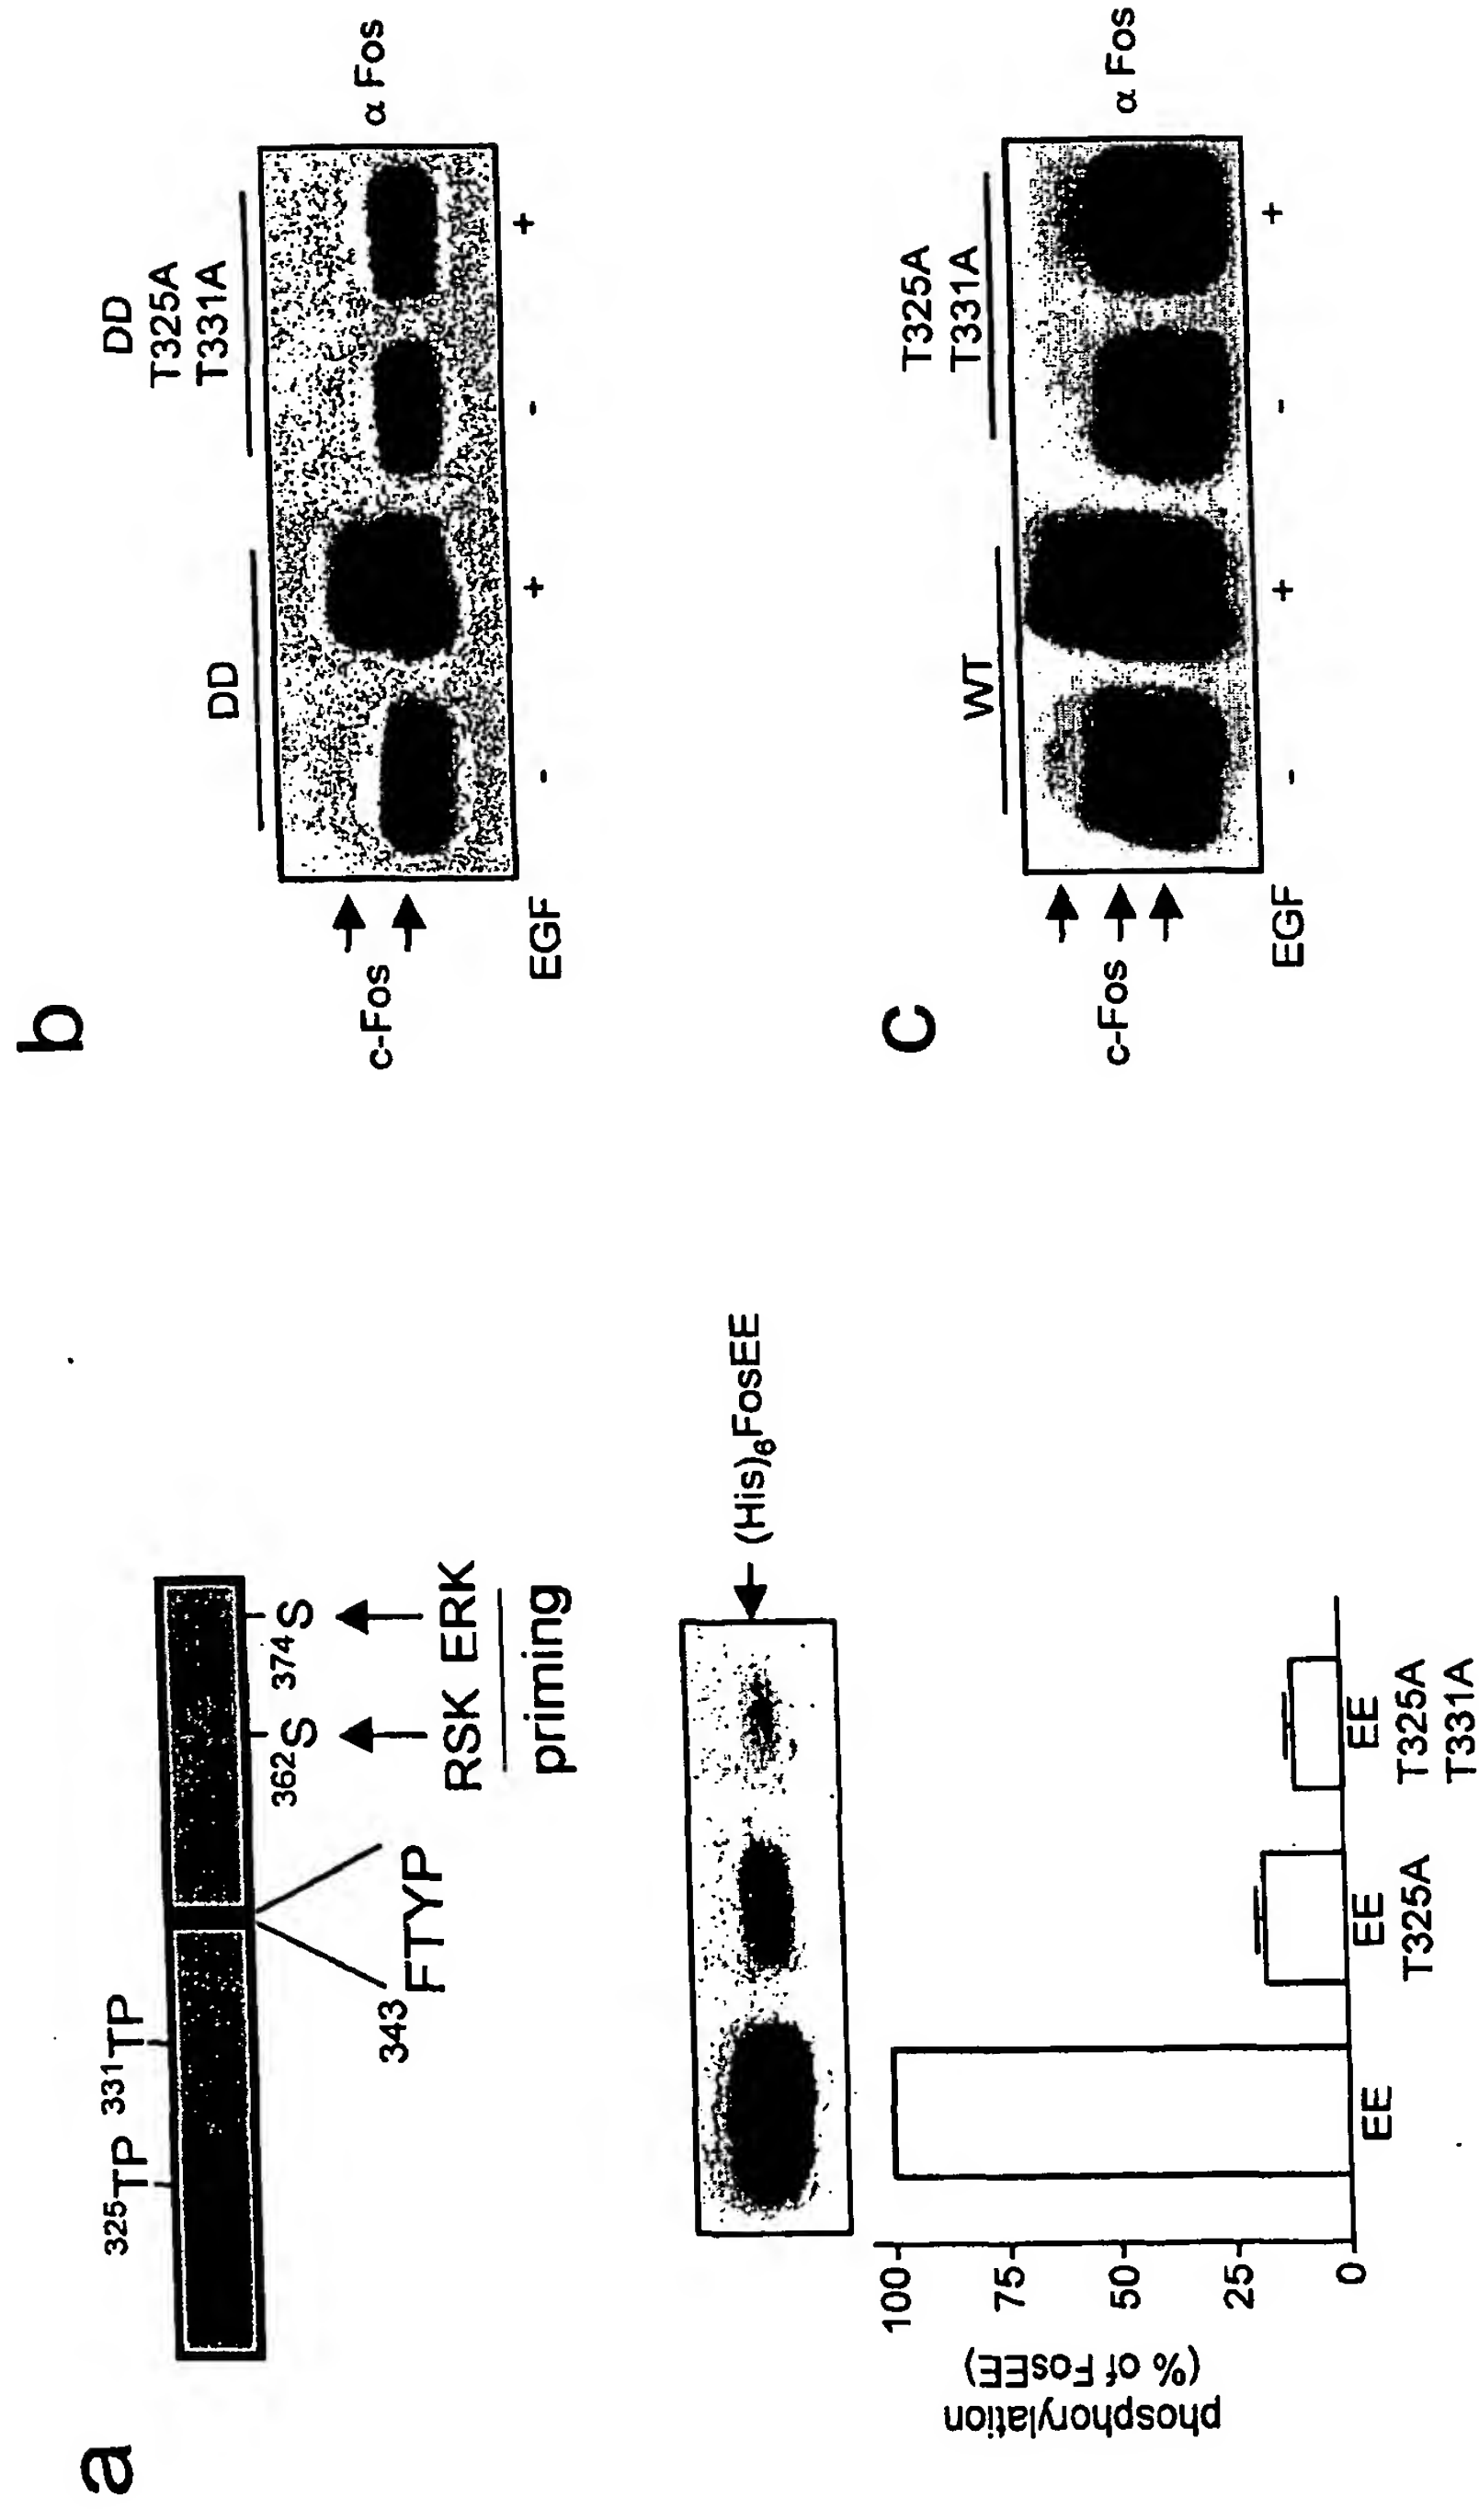 a
325TP 331TP
343FTYP
362S 374S
RSK ERK
priming
(His)6FosEE
phosphorylation
(% of FosEE)
100
75
50
25
0
EE
EE
T325A
EE
T325A
T331A
b
DD
DD
T325A
T331A
c-Fos
α Fos
EGF - + - +
c
WT
T325A
T331A
c-Fos
α Fos
EGF - + - +